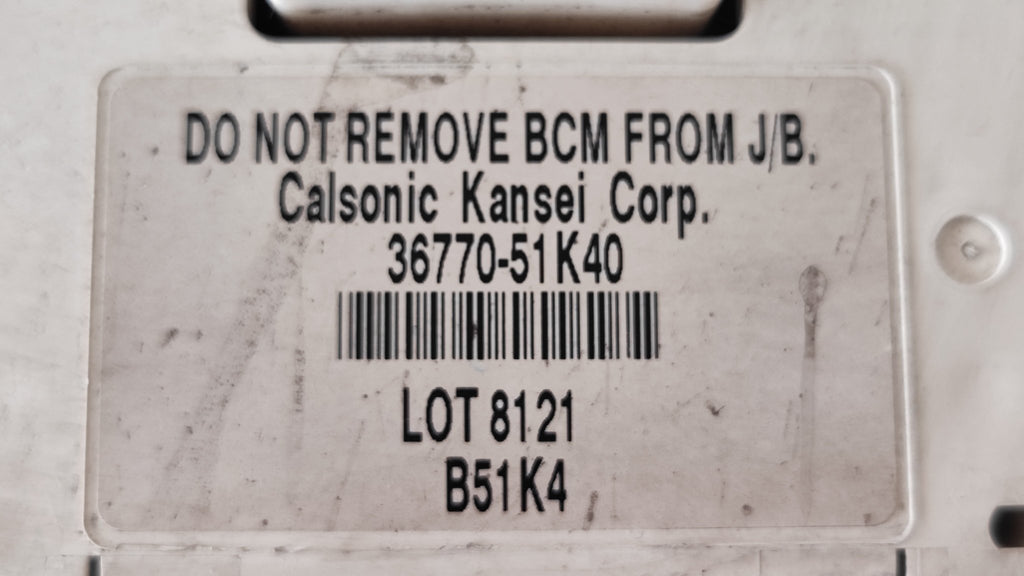 DO NOT REMOVE BCM FROM J/B.
Calsonic Kansei Corp.
36770-51K40
LOT 8121
B51K4